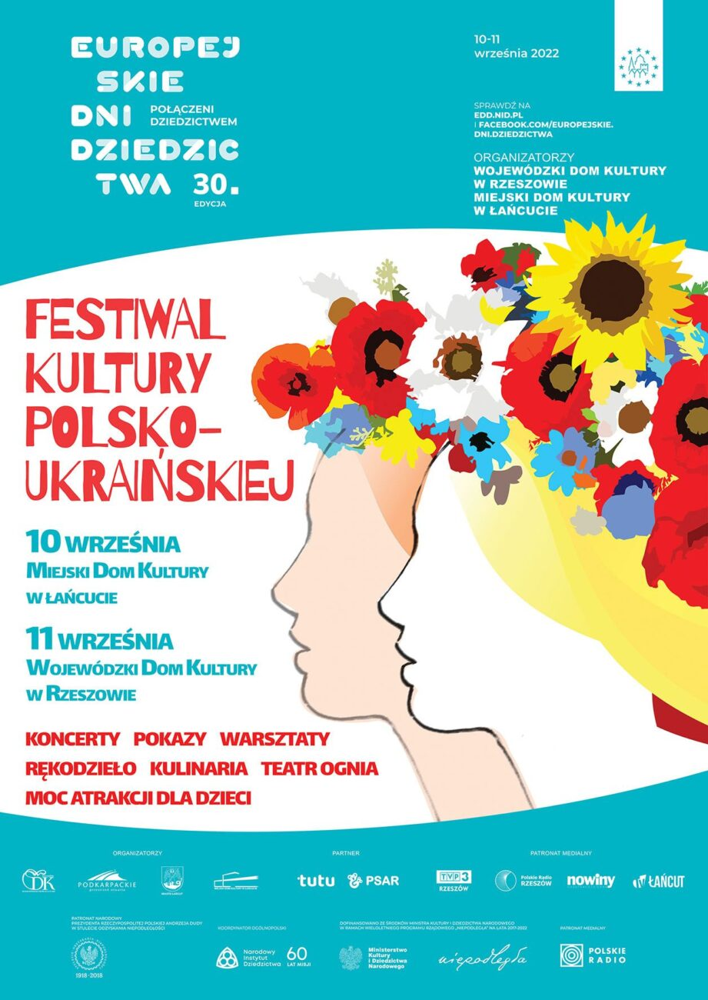 EUROPEJ
SKIE
DNI
POŁĄCZENI
DZIEDZICTWEM
DZIEDZIC
TWA 30.
EDYCJA
10-11
września 2022
SPRAWDŹ NA
EDD.NID.PL
I FACEBOOK.COM/EUROPEJSKIE.
DNI.DZIEDZICTWA
ORGANIZATORZY
WOJEWÓDZKI DOM KULTURY
W RZESZOWIE
MIEJSKI DOM KULTURY
W ŁAŃCUCIE
FESTIWAL
KULTURY
POLSKO-
UKRAIŃSKIEJ
10 WRZEŚNIA
MIEJSKI DOM KULTURY
W ŁAŃCUCIE
11 WRZEŚNIA
WOJEWÓDZKI DOM KULTURY
W RZESZOWIE
KONCERTY POKAZY WARSZTATY
RĘKODZIEŁO KULINARIA TEATR OGNIA
MOC ATRAKCJI DLA DZIECI
ORGANIZATORZY
PARTNER
PATRONAT MEDIALNY
PODKARPACKIE
przestrzeń otwarta
MIASTO ŁAŃCUT
MIEJSKI DOM KULTURY W ŁAŃCUCIE
tutu
PSAR
TVP3
RZESZÓW
Polskie Radio
RZESZÓW
nowiny
ŁAŃCUT
PATRONAT NARODOWY
PREZYDENTA RZECZYPOSPOLITEJ POLSKIEJ ANDRZEJA DUDY
W STULECIE ODZYSKANIA NIEPODLEGŁOŚCI
1918-2018
KOORDYNATOR OGÓLNOPOLSKI
Narodowy
Instytut
Dziedzictwa
60
LAT MISJI
DOFINANSOWANO ZE ŚRODKÓW MINISTRA KULTURY I DZIEDZICTWA NARODOWEGO
W RAMACH WIELOLETNIEGO PROGRAMU RZĄDOWEGO „NIEPODLEGŁA” NA LATA 2017-2022
Ministerstwo
Kultury
i Dziedzictwa
Narodowego
niepodległa
PATRONAT MEDIALNY
POLSKIE
RADIO